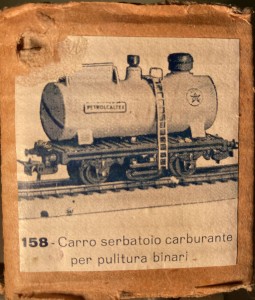 PETROLCALTEX
158 - Carro serbatoio carburante
per pulitura binari -